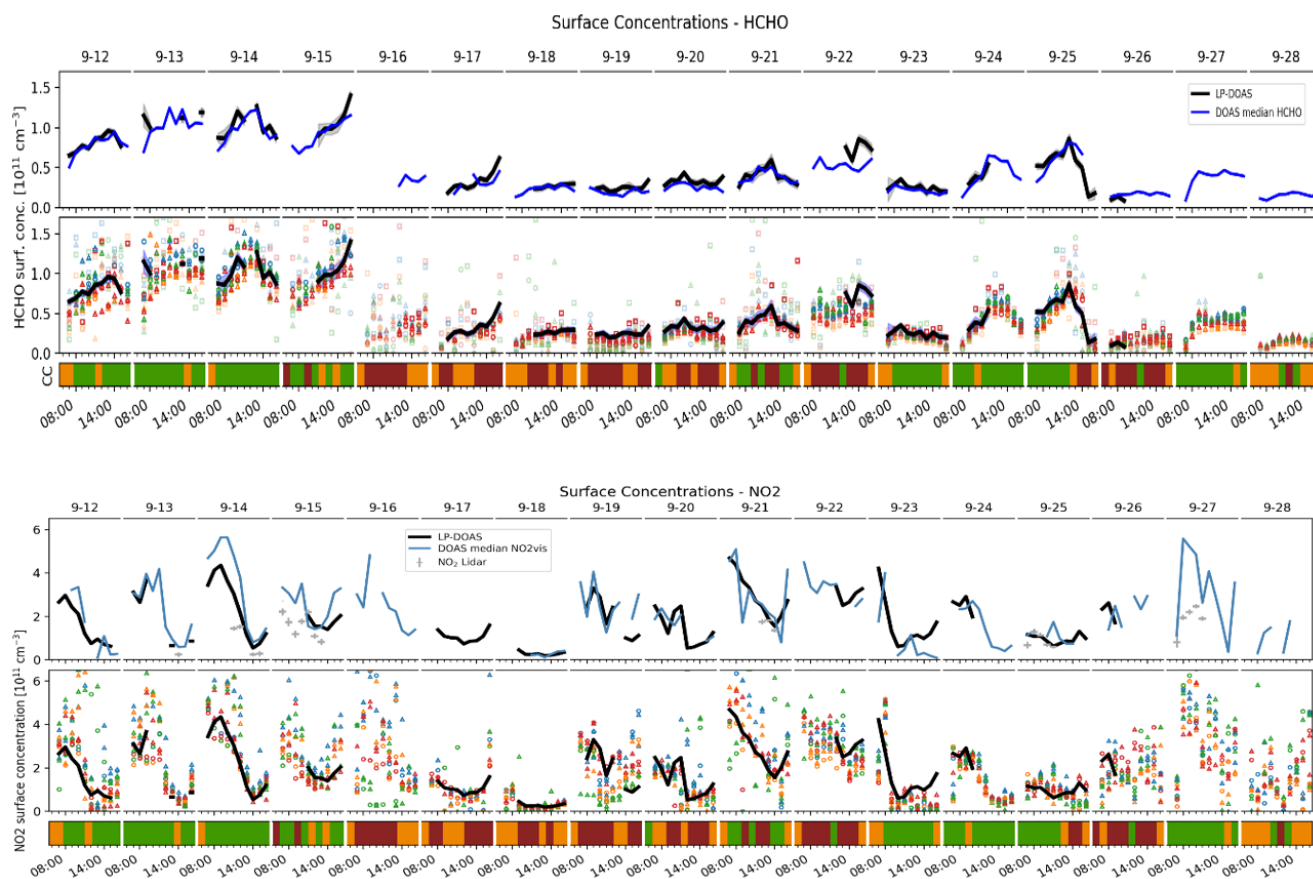 Surface Concentrations - HCHO
9-12 9-13 9-14 9-15 9-16 9-17 9-18 9-19 9-20 9-21 9-22 9-23 9-24 9-25 9-26 9-27 9-28
HCHO surf. conc. [10¹¹ cm⁻³]
1.5
1.0
0.5
0.0
LP-DOAS
DOAS median HCHO
1.5
1.0
0.5
0.0
CC
08:00 14:00 08:00 14:00 08:00 14:00 08:00 14:00 08:00 14:00 08:00 14:00 08:00 14:00 08:00 14:00 08:00 14:00 08:00 14:00 08:00 14:00 08:00 14:00 08:00 14:00 08:00 14:00 08:00 14:00 08:00 14:00 08:00 14:00
Surface Concentrations - NO2
9-12 9-13 9-14 9-15 9-16 9-17 9-18 9-19 9-20 9-21 9-22 9-23 9-24 9-25 9-26 9-27 9-28
NO2 surface concentration [10¹¹ cm⁻³]
6
4
2
0
LP-DOAS
DOAS median NO2vis
NO₂ Lidar
6
4
2
0
08:00 14:00 08:00 14:00 08:00 14:00 08:00 14:00 08:00 14:00 08:00 14:00 08:00 14:00 08:00 14:00 08:00 14:00 08:00 14:00 08:00 14:00 08:00 14:00 08:00 14:00 08:00 14:00 08:00 14:00 08:00 14:00 08:00 14:00